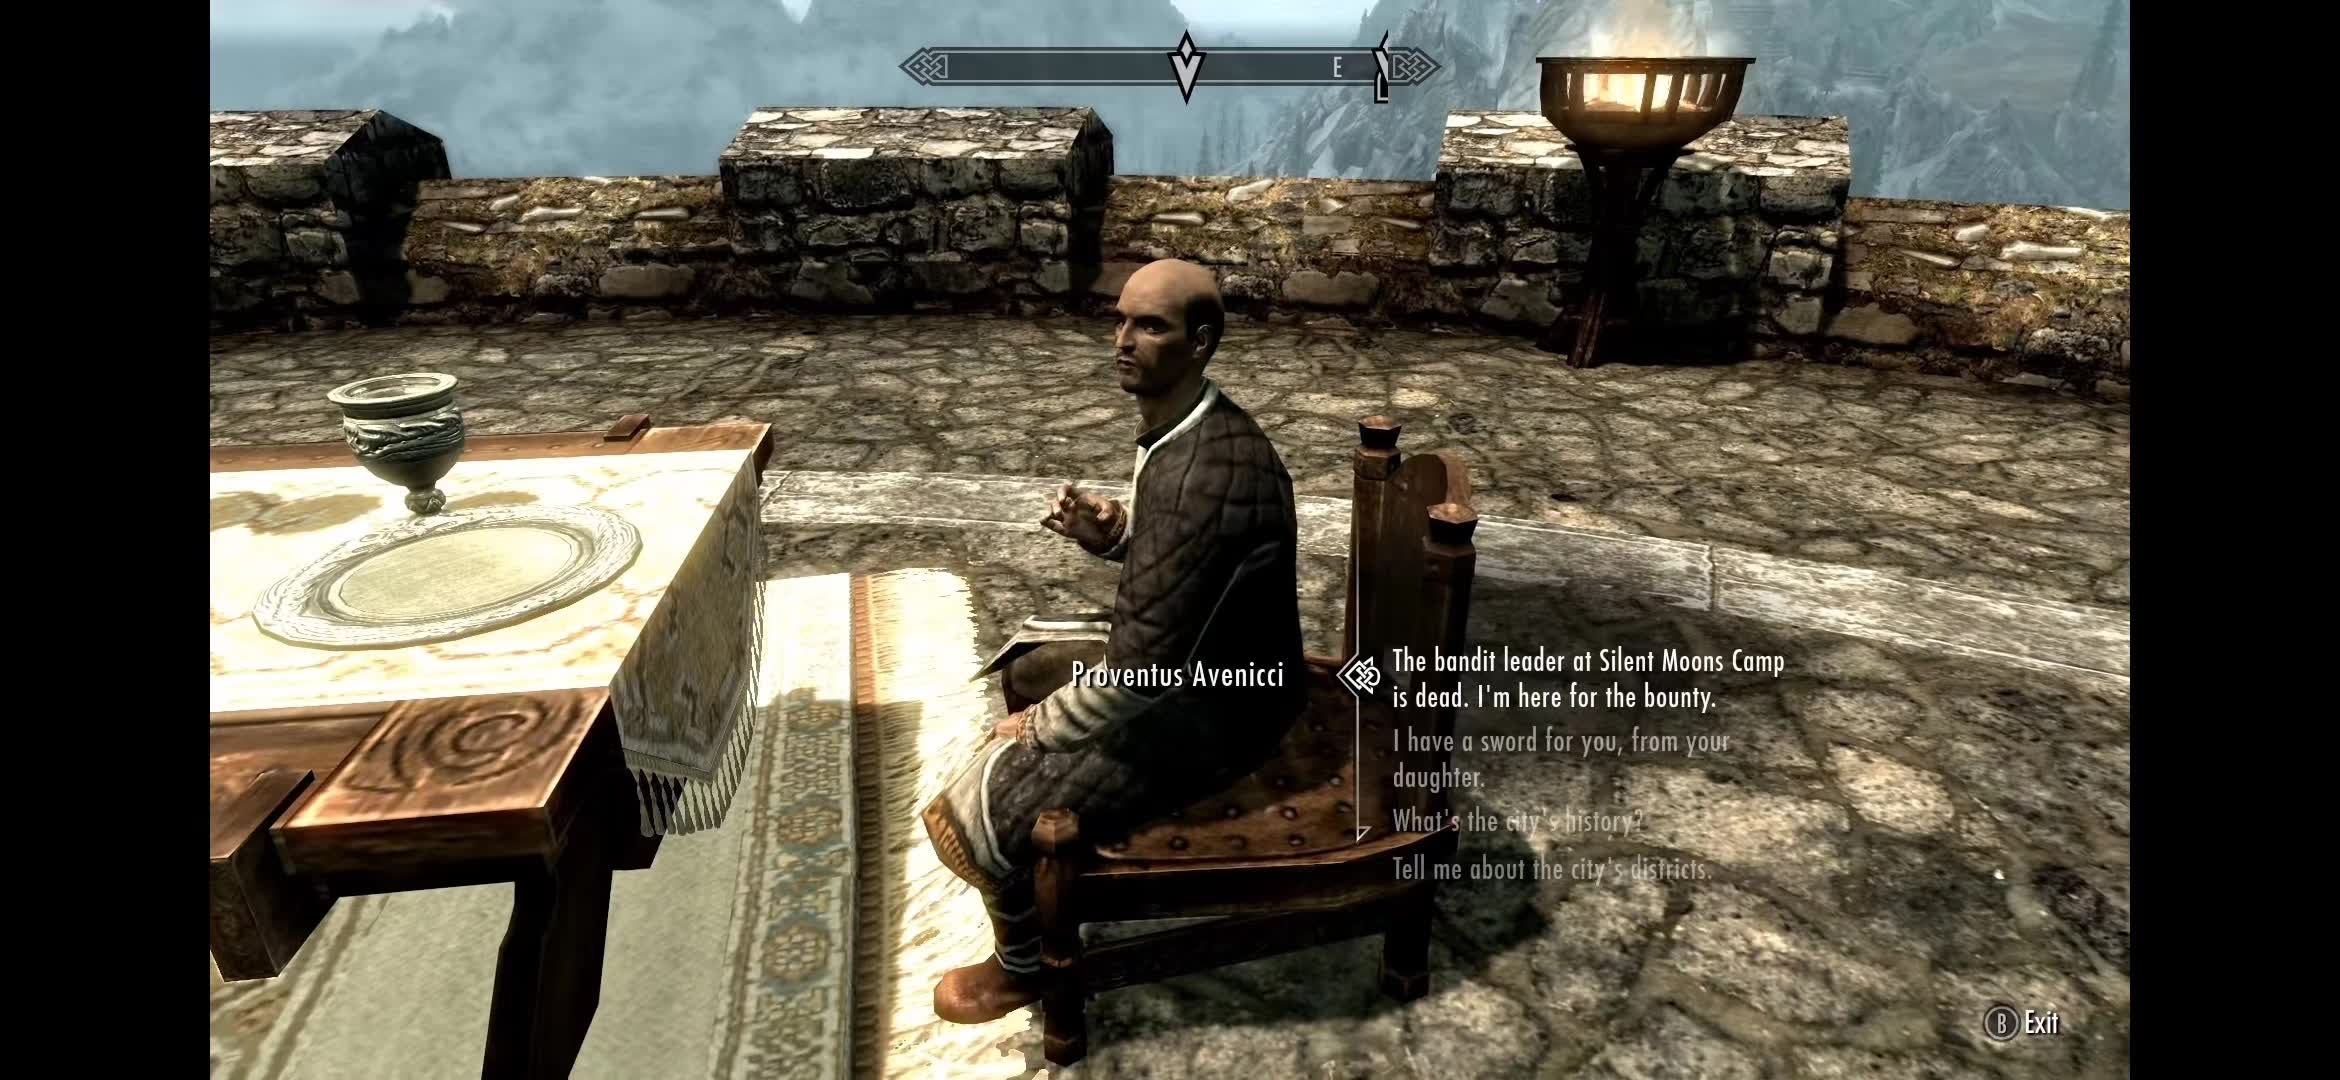 E
Proventus Avenicci
The bandit leader at Silent Moons Camp
is dead. I'm here for the bounty.
I have a sword for you, from your
daughter.
What's the city's history?
Tell me about the city's districts.
B Exit